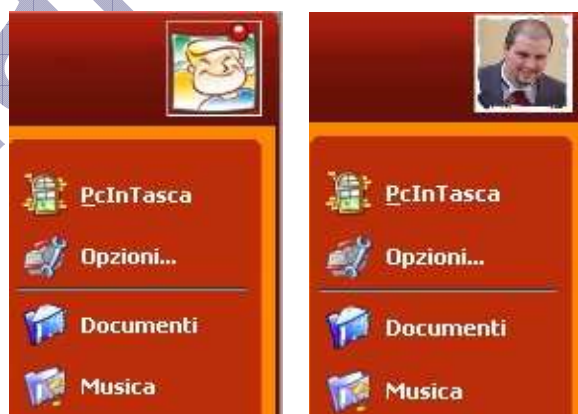 PcInTasca
Opzioni...
Documenti
Musica
PcInTasca
Opzioni...
Documenti
Musica